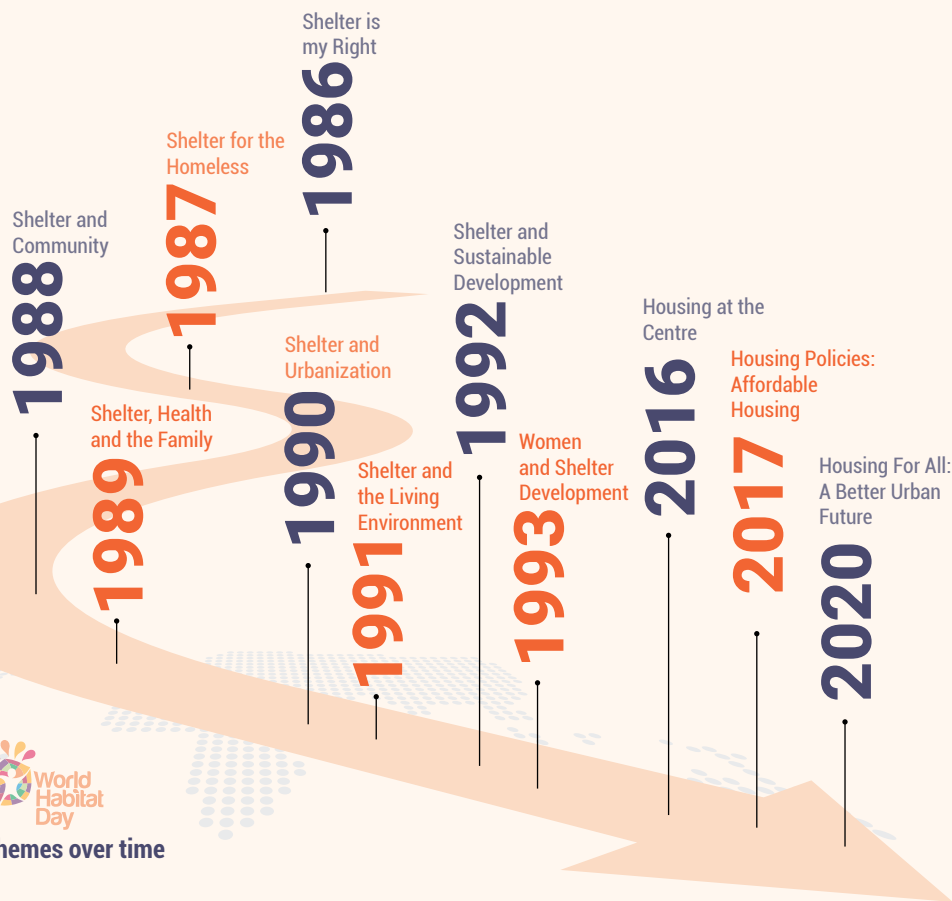 Shelter is
my Right
1986
Shelter for the
Homeless
1987
Shelter and
Community
1988
Shelter, Health
and the Family
1989
Shelter and
Urbanization
1990
Shelter and
the Living
Environment
1991
Shelter and
Sustainable
Development
1992
Women
and Shelter
Development
1993
Housing at the
Centre
2016
Housing Policies:
Affordable
Housing
2017
Housing For All:
A Better Urban
Future
2020
World
Habitat
Day
over time